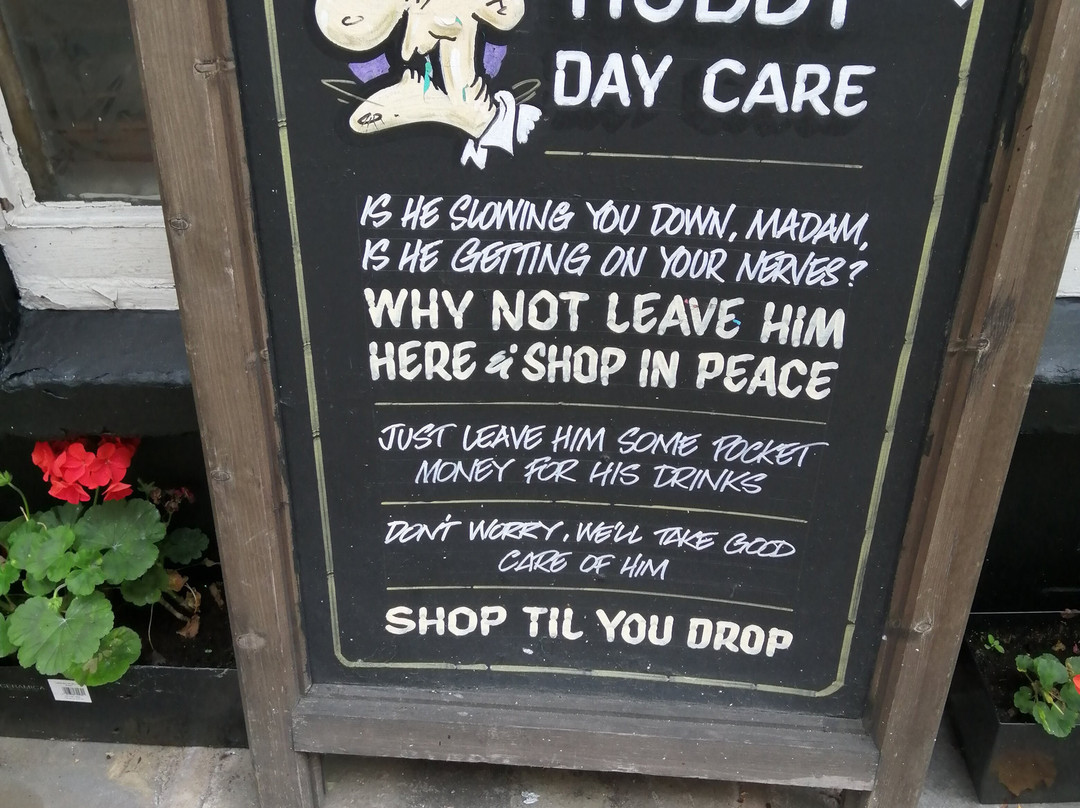 HUBBY
DAY CARE
IS HE SLOWING YOU DOWN, MADAM,
IS HE GETTING ON YOUR NERVES?
WHY NOT LEAVE HIM
HERE & SHOP IN PEACE
JUST LEAVE HIM SOME POCKET
MONEY FOR HIS DRINKS
DON'T WORRY, WE'LL TAKE GOOD
CARE OF HIM
SHOP TIL YOU DROP